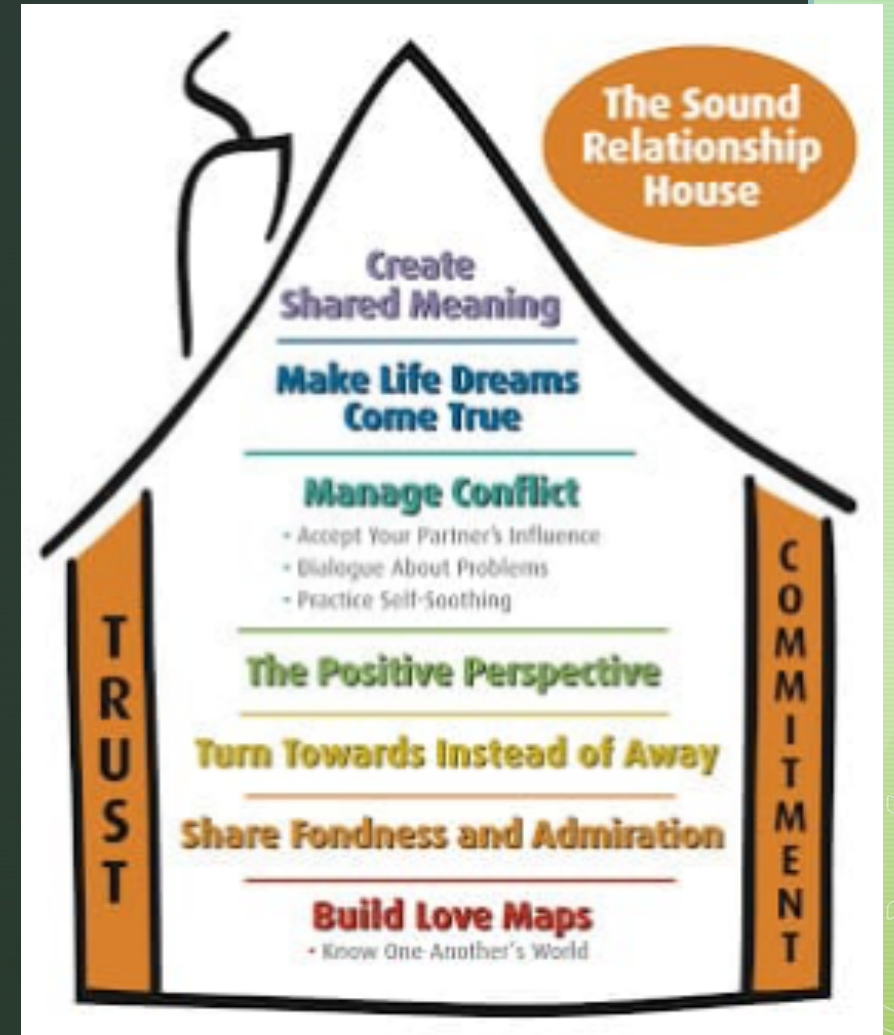 The Sound
Relationship
House
Create
Shared Meaning
Make Life Dreams
Come True
Manage Conflict
• Accept Your Partner's Influence
• Dialogue About Problems
• Practice Self-Soothing
The Positive Perspective
Turn Towards Instead of Away
Share Fondness and Admiration
Build Love Maps
• Know One Another's World
TRUST
COMMITMENT